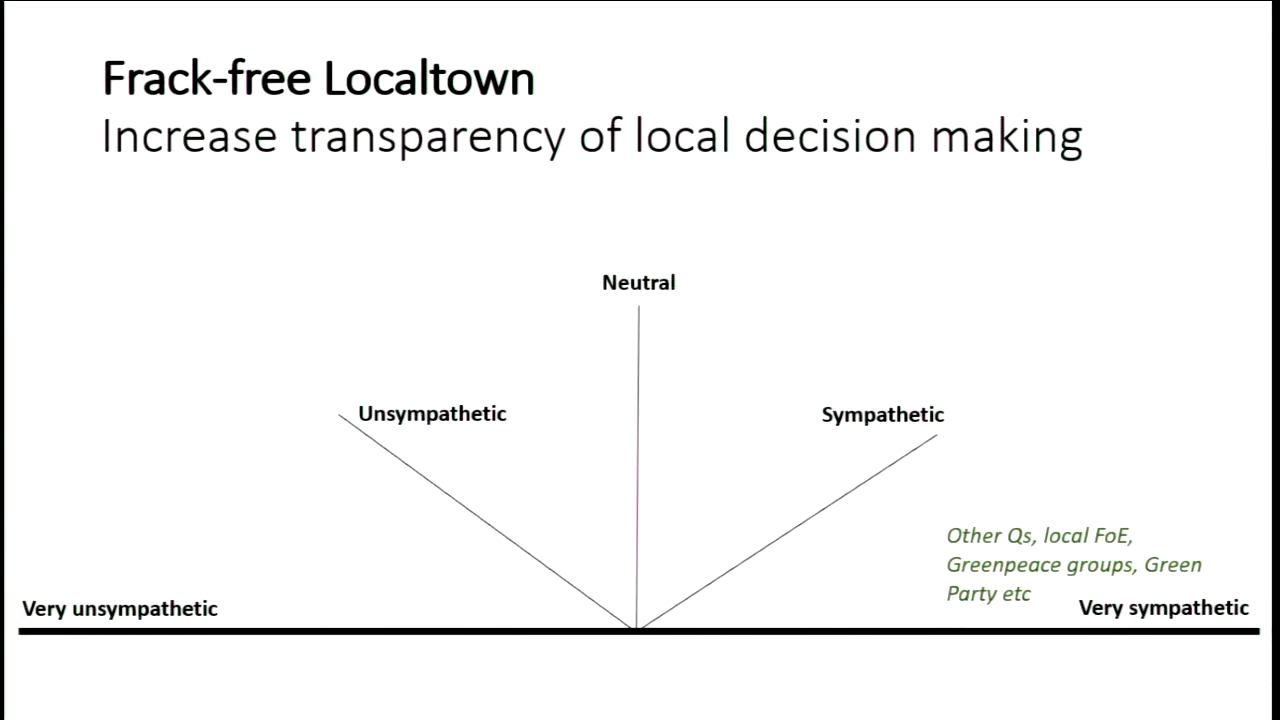 Frack-free Localtown
Increase transparency of local decision making
Neutral
Unsympathetic
Sympathetic
Other Qs, local FoE,
Greenpeace groups, Green
Party etc
Very unsympathetic
Very sympathetic